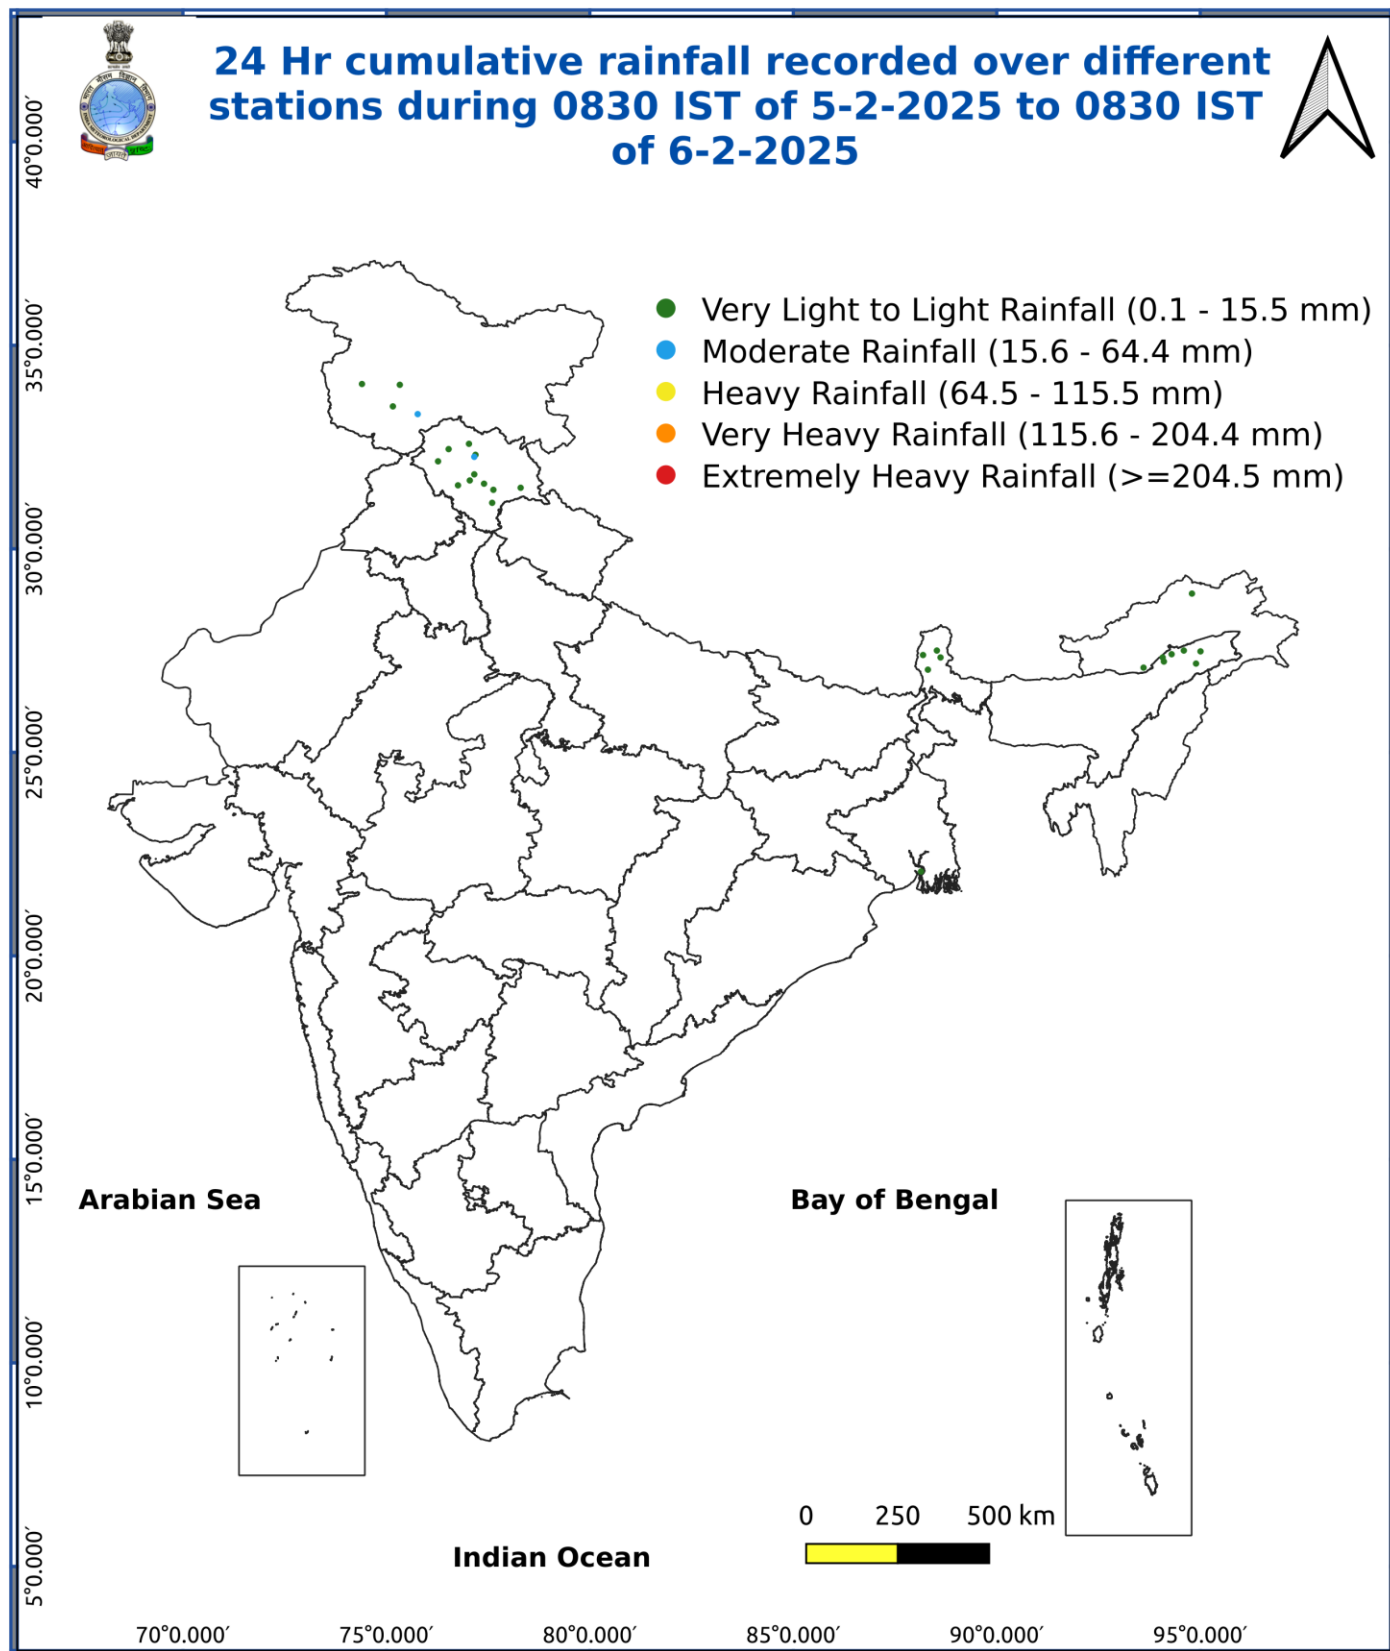 24 Hr cumulative rainfall recorded over different
stations during 0830 IST of 5-2-2025 to 0830 IST
of 6-2-2025
Very Light to Light Rainfall (0.1 - 15.5 mm)
Moderate Rainfall (15.6 - 64.4 mm)
Heavy Rainfall (64.5 - 115.5 mm)
Very Heavy Rainfall (115.6 - 204.4 mm)
Extremely Heavy Rainfall (>=204.5 mm)
40°0.000′
35°0.000′
30°0.000′
25°0.000′
20°0.000′
15°0.000′
10°0.000′
5°0.000′
Arabian Sea
Bay of Bengal
0 250 500 km
Indian Ocean
70°0.000′ 75°0.000′ 80°0.000′ 85°0.000′ 90°0.000′ 95°0.000′